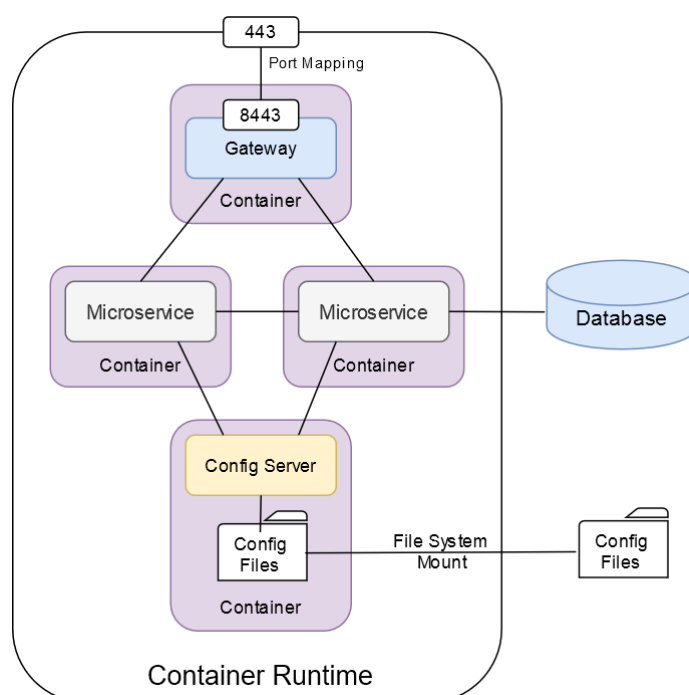 443
Port Mapping
8443
Gateway
Container
Microservice
Container
Microservice
Container
Database
Config Server
Config
Files
Container
File System
Mount
Config
Files
Container Runtime